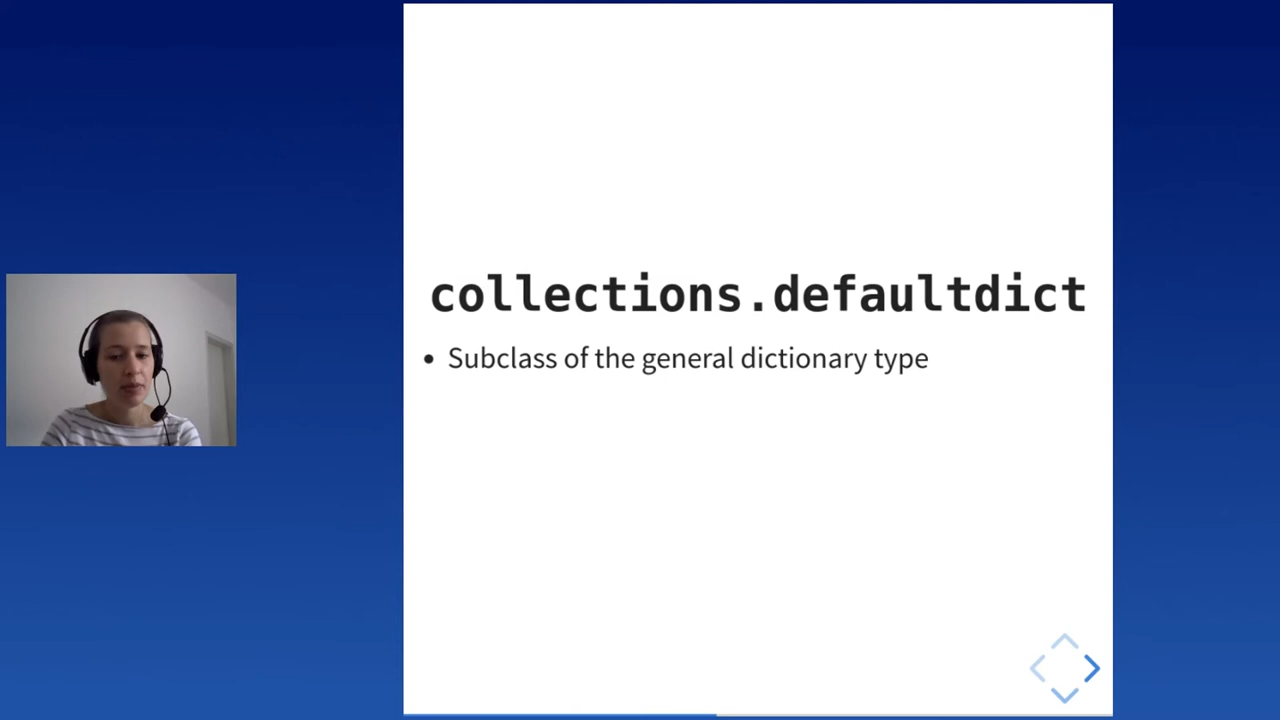 collections.defaultdict
• Subclass of the general dictionary type